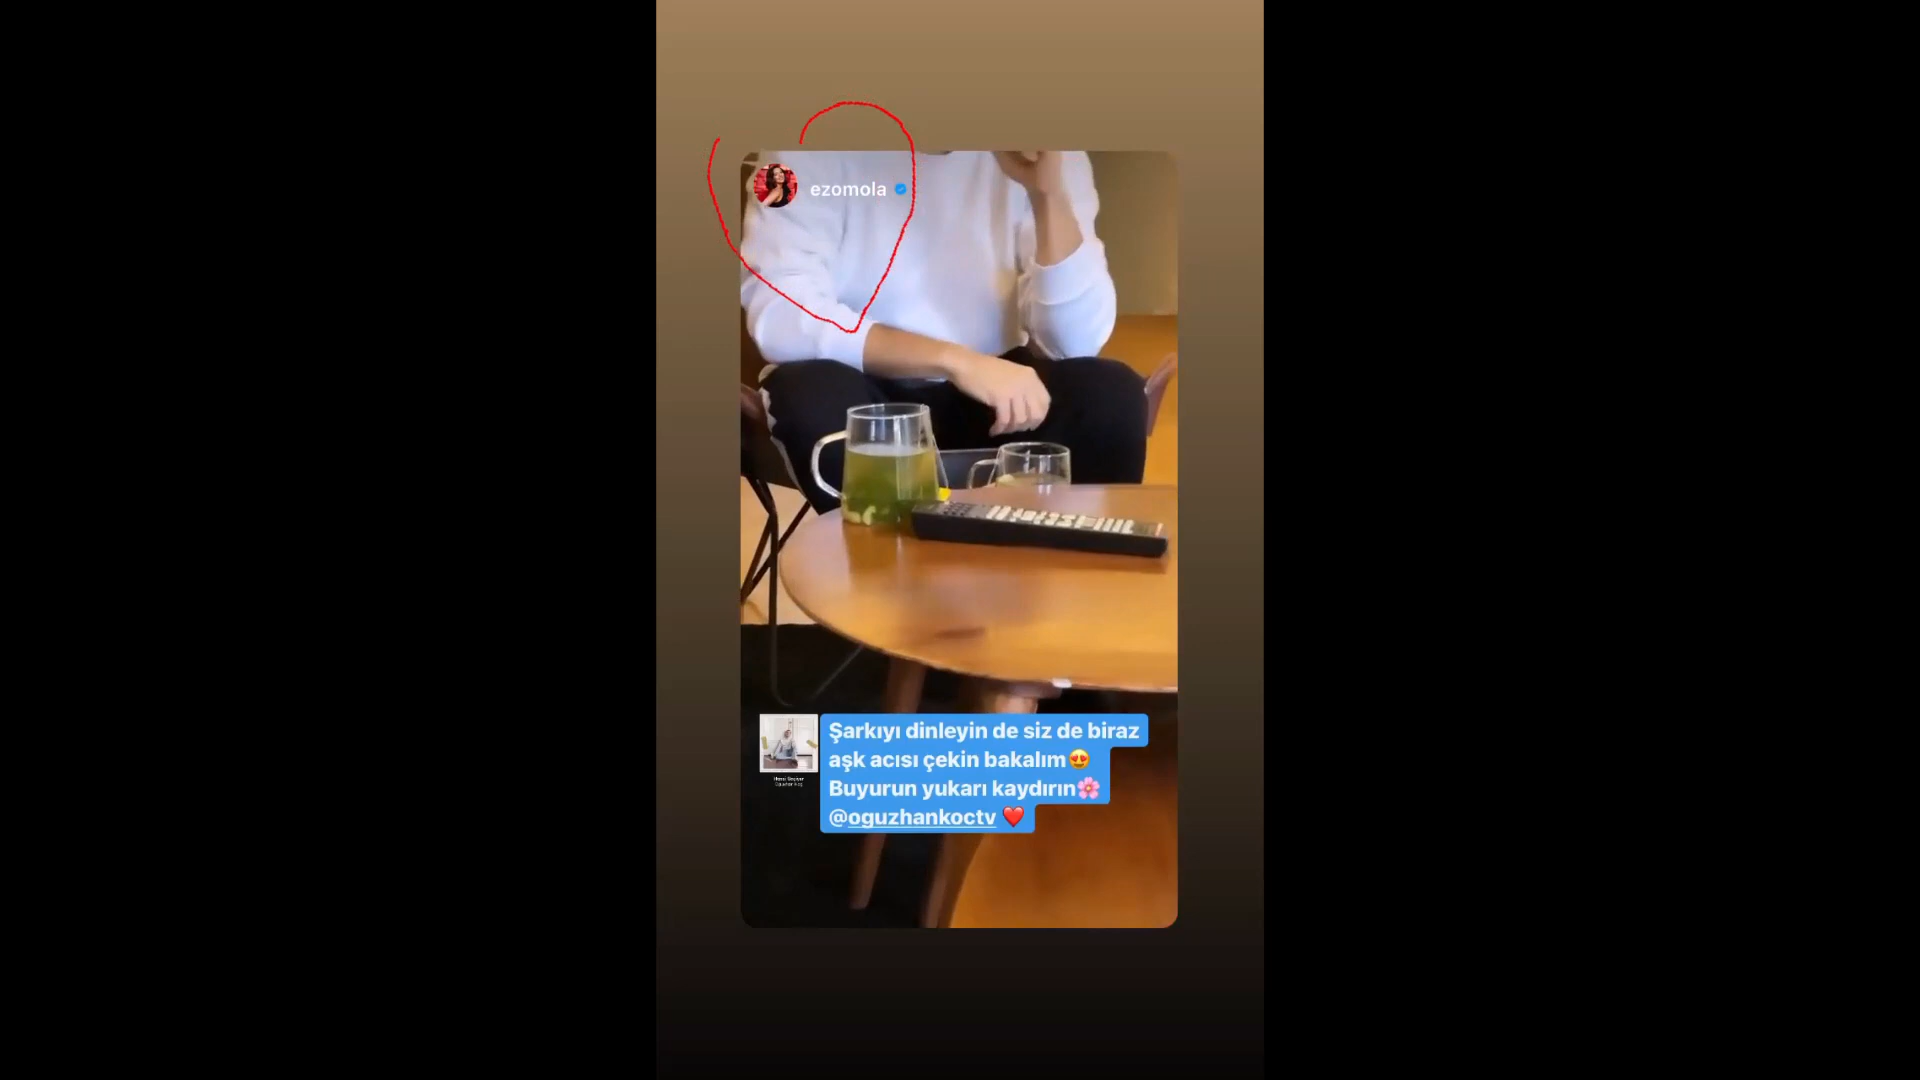 ezomola
Şarkıyı dinleyin de siz de biraz
aşk acısı çekin bakalım😍
Buyurun yukarı kaydırın🌸
@oguzhankoctv ❤️